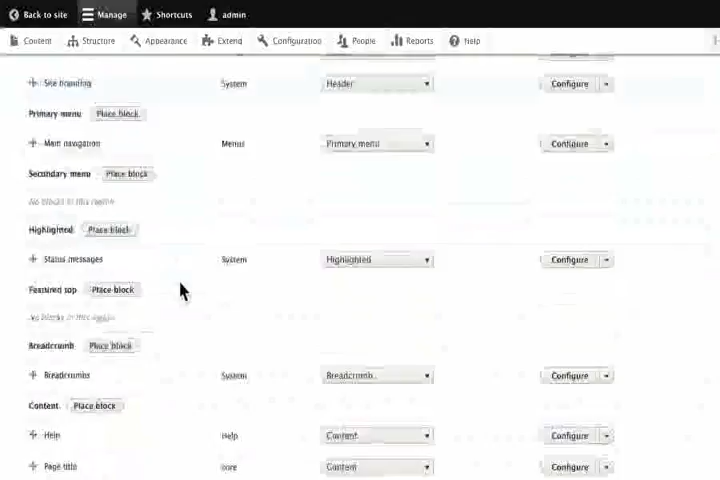 Back to site Manage Shortcuts admin
Content Structure Appearance Extend Configuration People Reports Help
Site branding System Header Configure
Primary menu Place block
Main navigation Menus Primary menu Configure
Secondary menu Place block
No blocks in this region
Highlighted Place block
Status messages System Highlighted Configure
Featured top Place block
No blocks in this region
Breadcrumb Place block
Breadcrumbs System Breadcrumb Configure
Content Place block
Help Help Content Configure
Page title core Content Configure